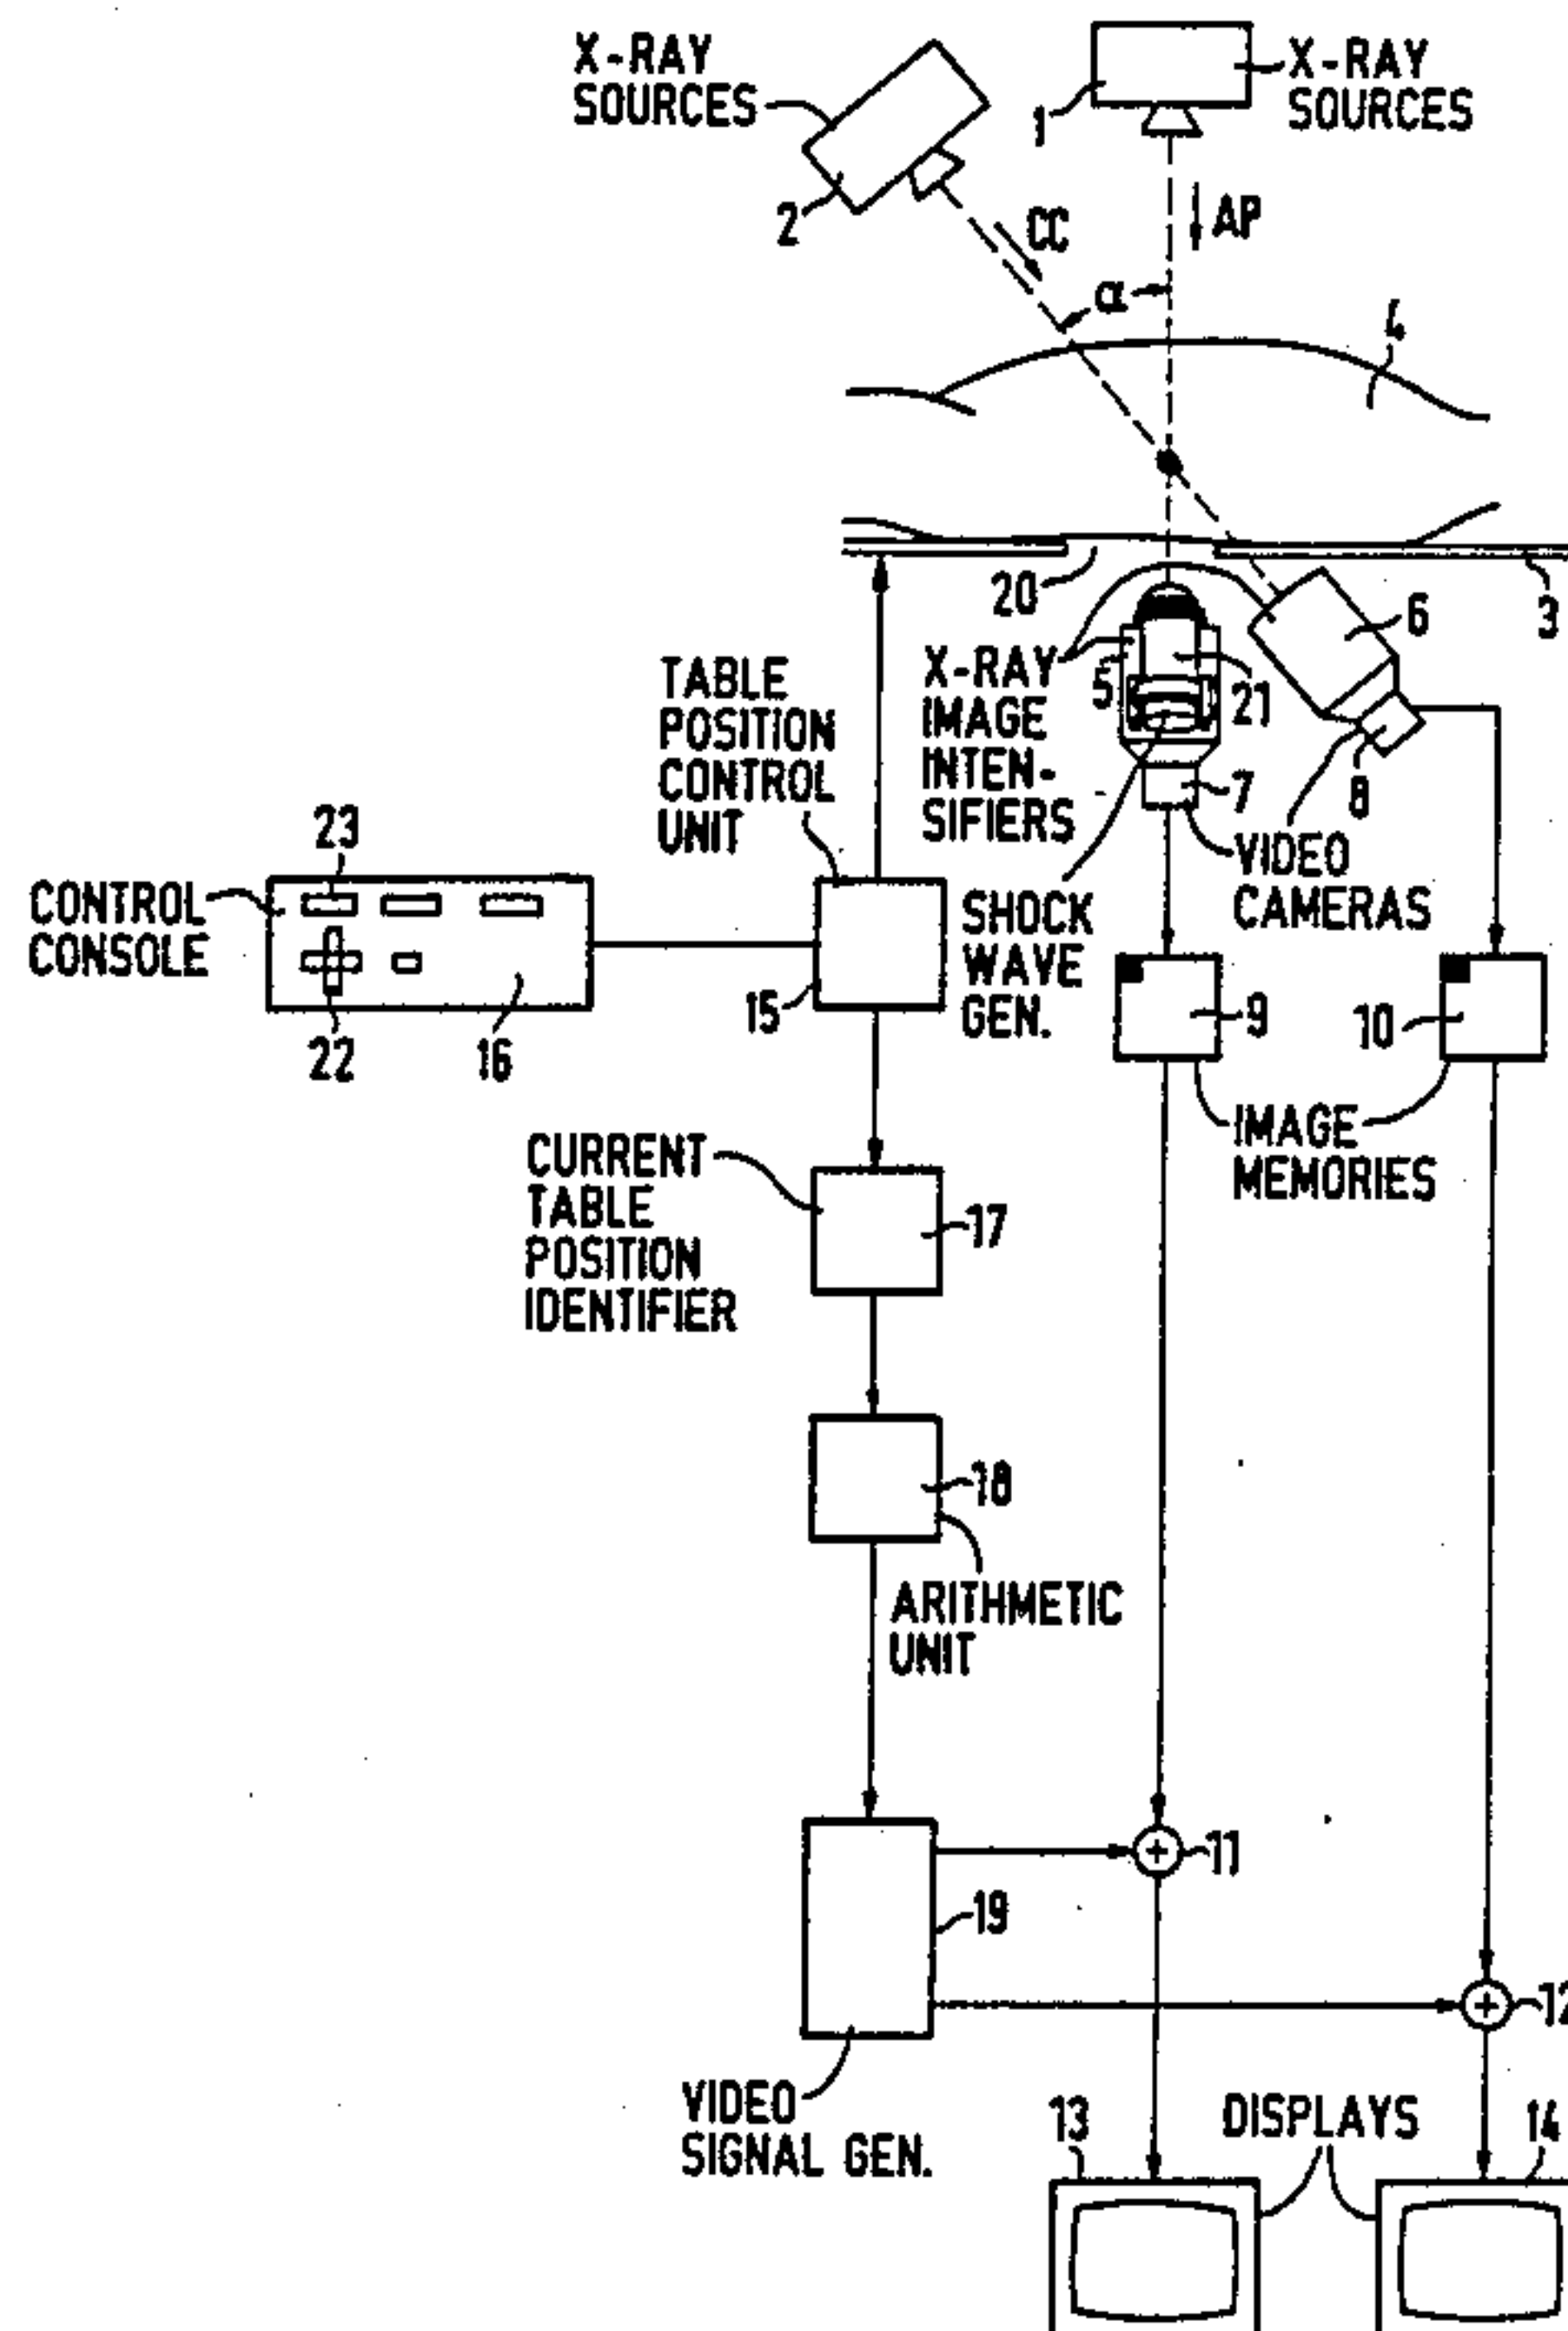 X-RAY
SOURCES
X-RAY
SOURCES
1
2
CC
AP
α
4
20
3
6
X-RAY
IMAGE
INTEN-
SIFIERS
5
21
8
7
TABLE
POSITION
CONTROL
UNIT
VIDEO
CAMERAS
23
CONTROL
CONSOLE
SHOCK
WAVE
GEN.
15
22
16
9
10
IMAGE
MEMORIES
CURRENT
TABLE
POSITION
IDENTIFIER
17
18
ARITHMETIC
UNIT
+
11
19
+
12
VIDEO
SIGNAL GEN.
13
DISPLAYS
14